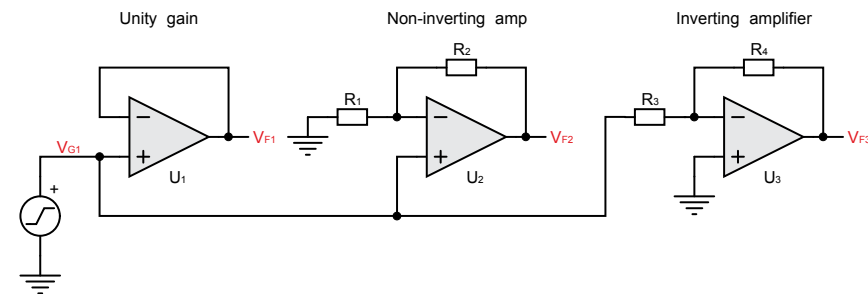 Unity gain
Non-inverting amp
Inverting amplifier
R2
R4
R1
R3
−
−
−
VG1
VF1
VF2
VF3
+
+
+
+
U1
U2
U3